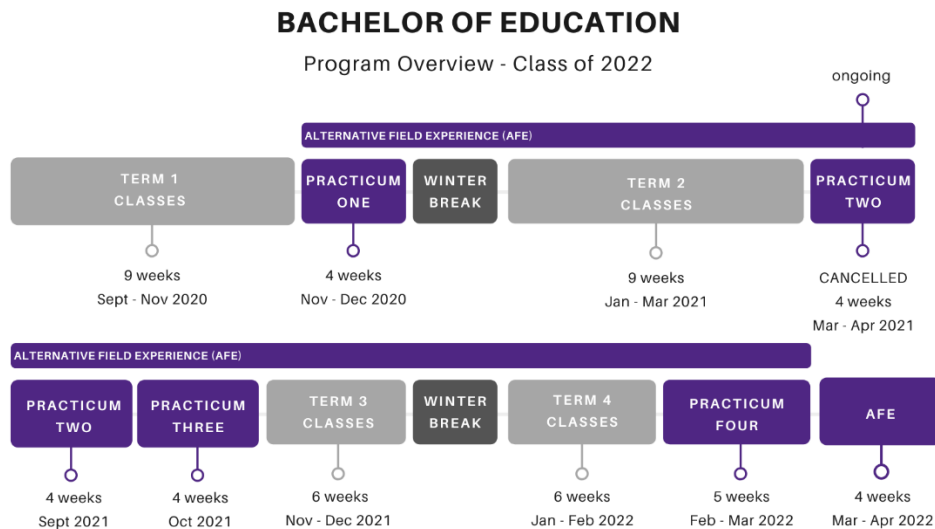 BACHELOR OF EDUCATION
Program Overview - Class of 2022
ongoing
ALTERNATIVE FIELD EXPERIENCE (AFE)
TERM 1
CLASSES
PRACTICUM
ONE
WINTER
BREAK
TERM 2
CLASSES
PRACTICUM
TWO
9 weeks
Sept - Nov 2020
4 weeks
Nov - Dec 2020
9 weeks
Jan - Mar 2021
CANCELLED
4 weeks
Mar - Apr 2021
ALTERNATIVE FIELD EXPERIENCE (AFE)
PRACTICUM
TWO
PRACTICUM
THREE
TERM 3
CLASSES
WINTER
BREAK
TERM 4
CLASSES
PRACTICUM
FOUR
AFE
4 weeks
Sept 2021
4 weeks
Oct 2021
6 weeks
Nov - Dec 2021
6 weeks
Jan - Feb 2022
5 weeks
Feb - Mar 2022
4 weeks
Mar - Apr 2022